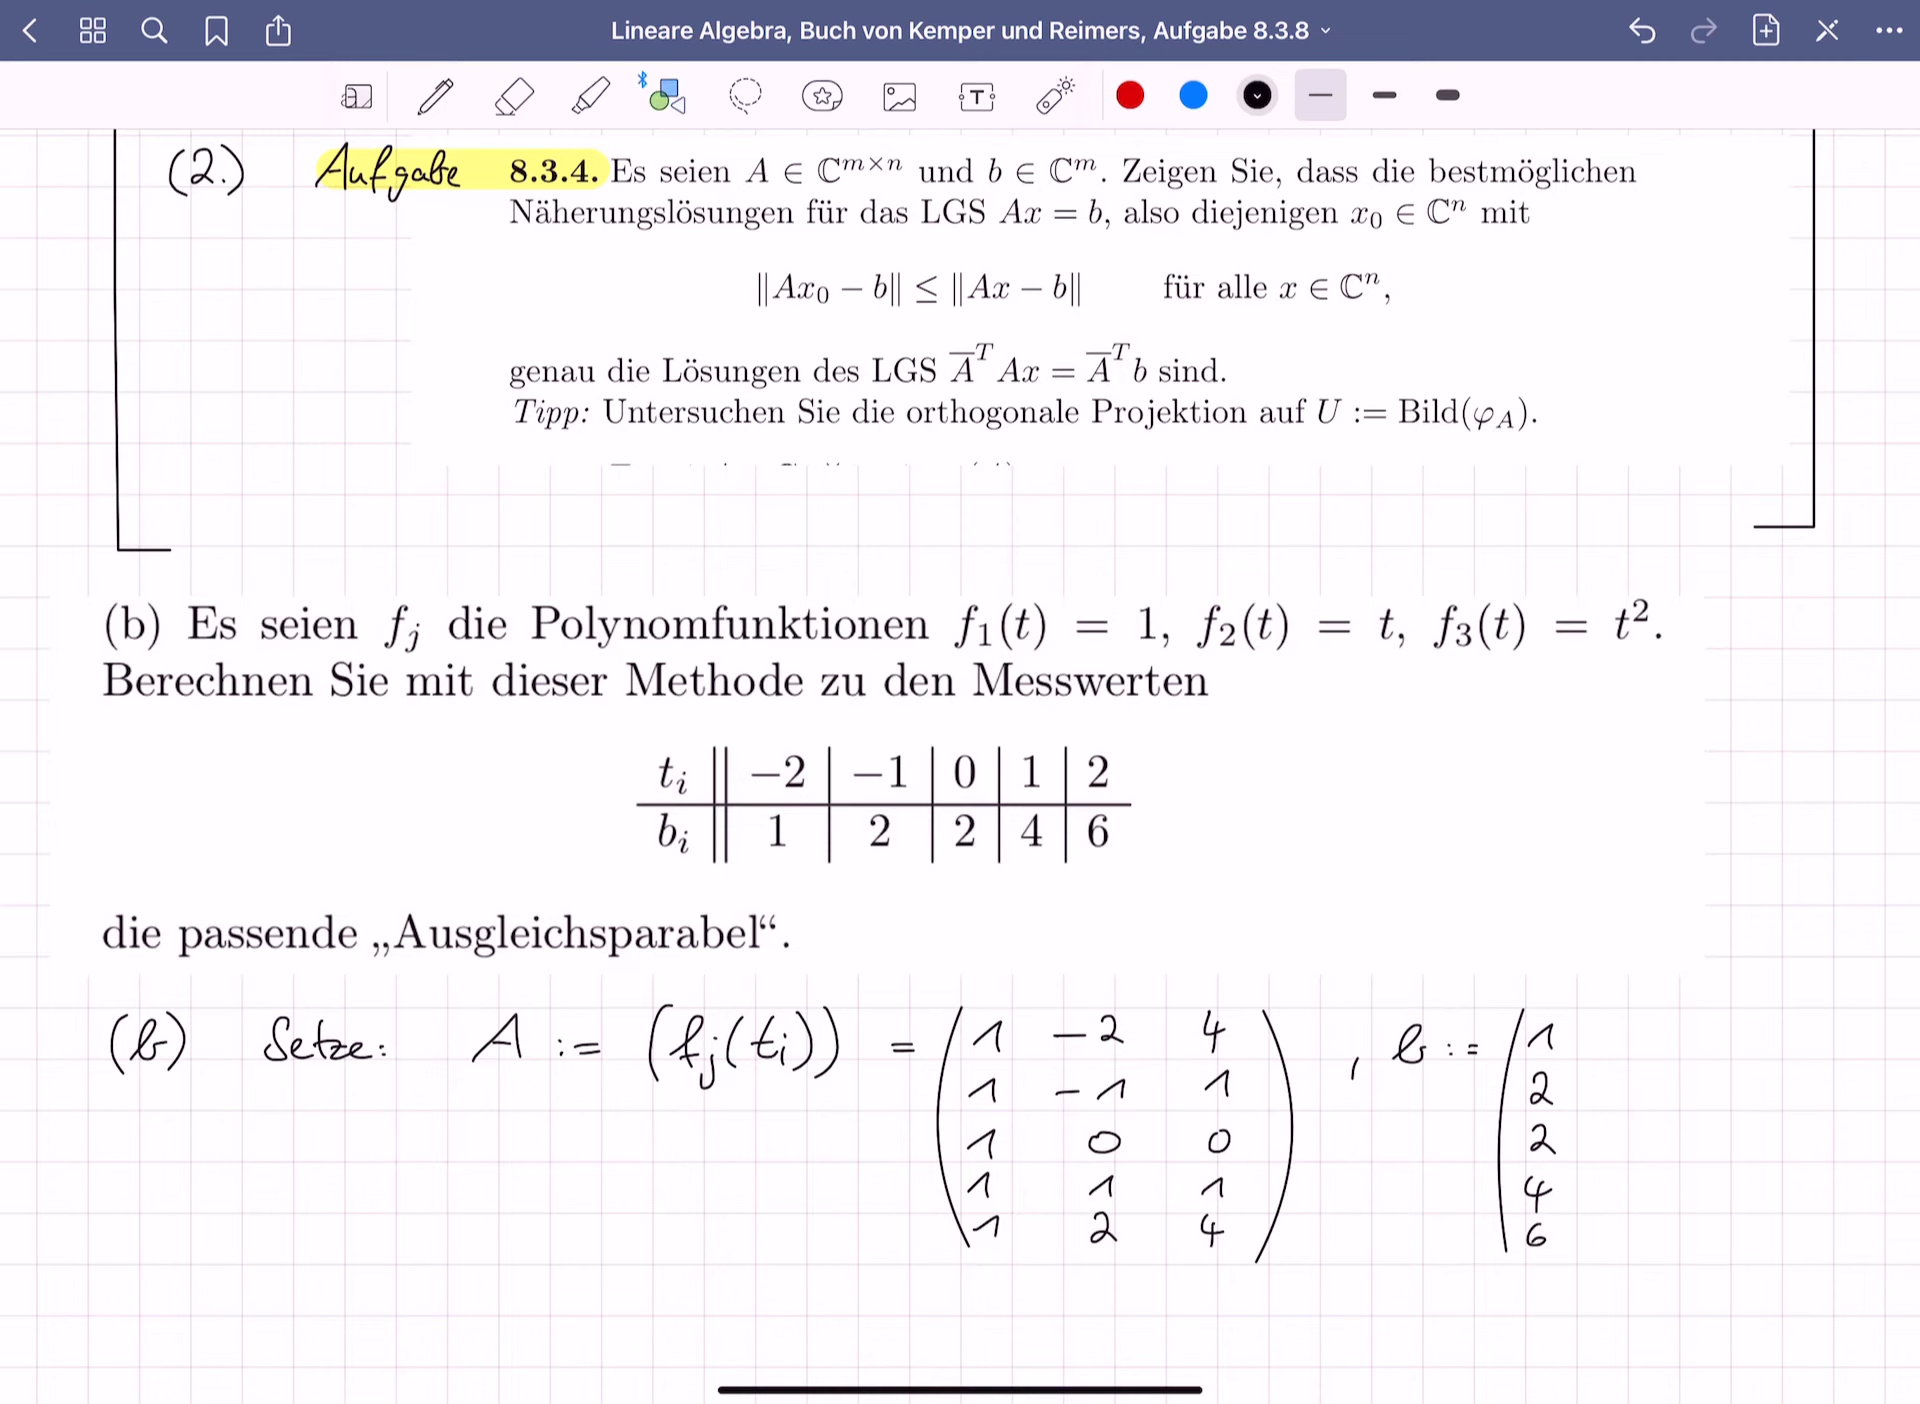 Lineare Algebra, Buch von Kemper und Reimers, Aufgabe 8.3.8
(2.) Aufgabe 8.3.4. Es seien A ∈ ℂ^{m×n} und b ∈ ℂ^m. Zeigen Sie, dass die bestmöglichen
Näherungslösungen für das LGS Ax = b, also diejenigen x₀ ∈ ℂⁿ mit
‖Ax₀ − b‖ ≤ ‖Ax − b‖ für alle x ∈ ℂⁿ,
genau die Lösungen des LGS A̅ᵀAx = A̅ᵀb sind.
Tipp: Untersuchen Sie die orthogonale Projektion auf U := Bild(φ_A).
(b) Es seien f_j die Polynomfunktionen f₁(t) = 1, f₂(t) = t, f₃(t) = t².
Berechnen Sie mit dieser Methode zu den Messwerten
t_i −2 −1 0 1 2
b_i 1 2 2 4 6
die passende „Ausgleichsparabel“.
(b) Setze: A := (f_j(t_i)) = ( 1 −2 4 ) , b := ( 1
1 −1 1 2
1 0 0 2
1 1 1 4
1 2 4 6